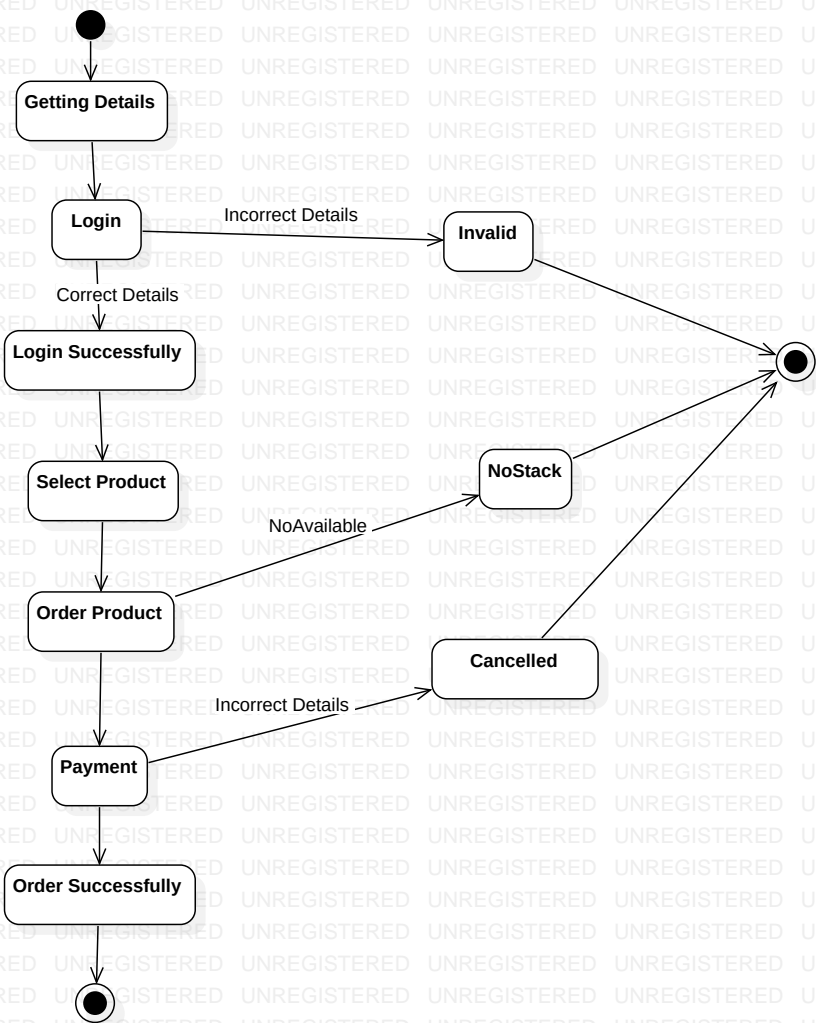 Getting Details
Login
Incorrect Details
Invalid
Correct Details
Login Successfully
Select Product
NoStack
NoAvailable
Order Product
Cancelled
Incorrect Details
Payment
Order Successfully
UNREGISTERED